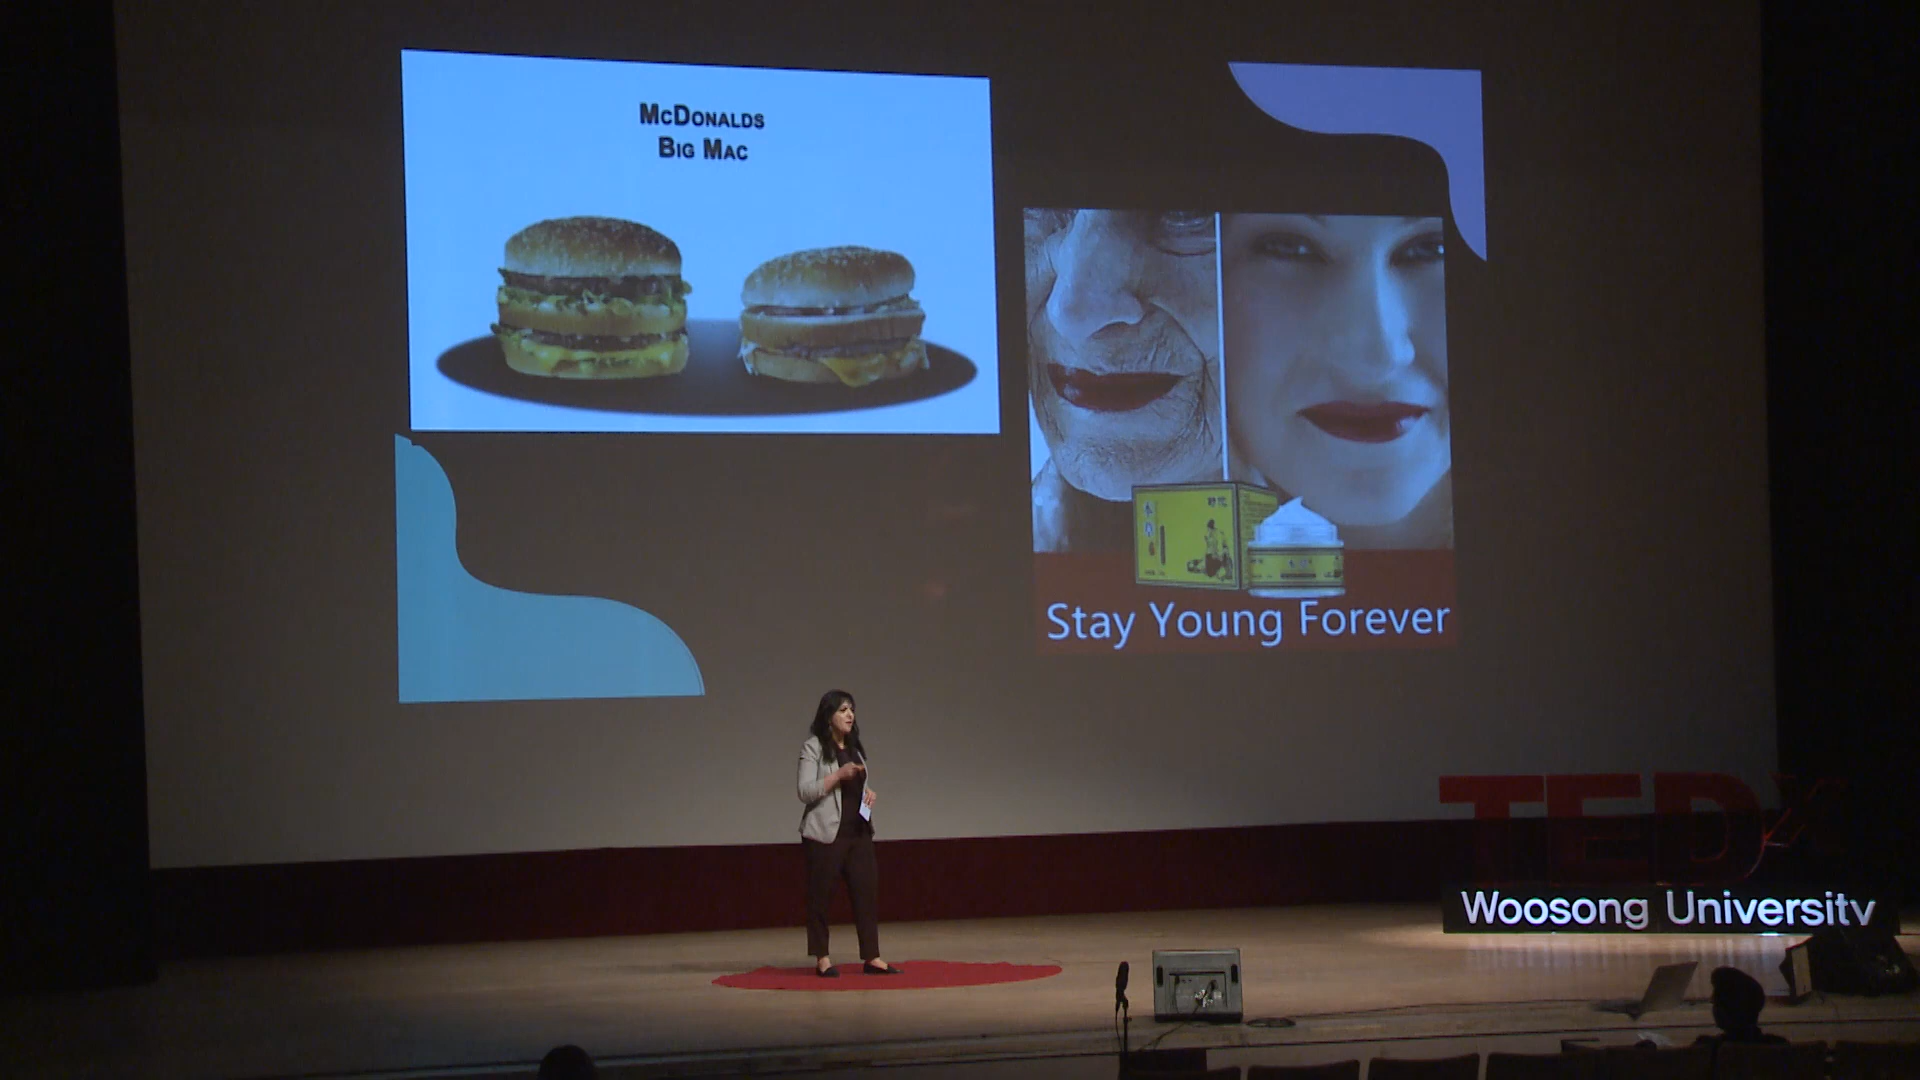 McDonalds
Big Mac
Stay Young Forever
TEDx
Woosong University